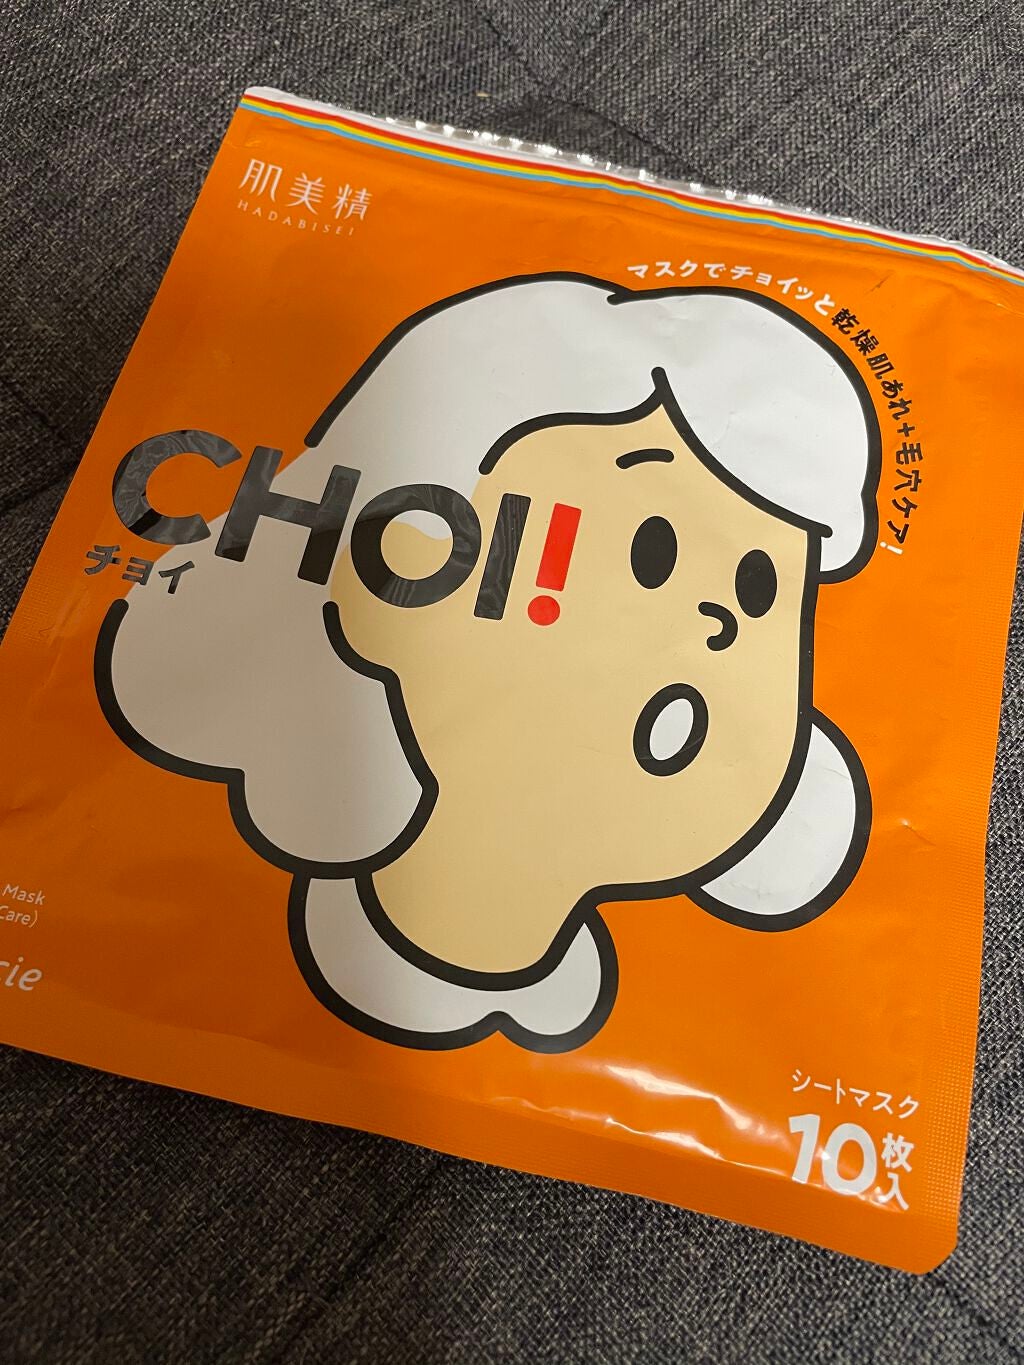 肌美精
HADABISEI
マスクでチョイッと乾燥肌あれ+毛穴ケア!
CHOI!
チョイ
Mask
Care)
cie
シートマスク
10枚入